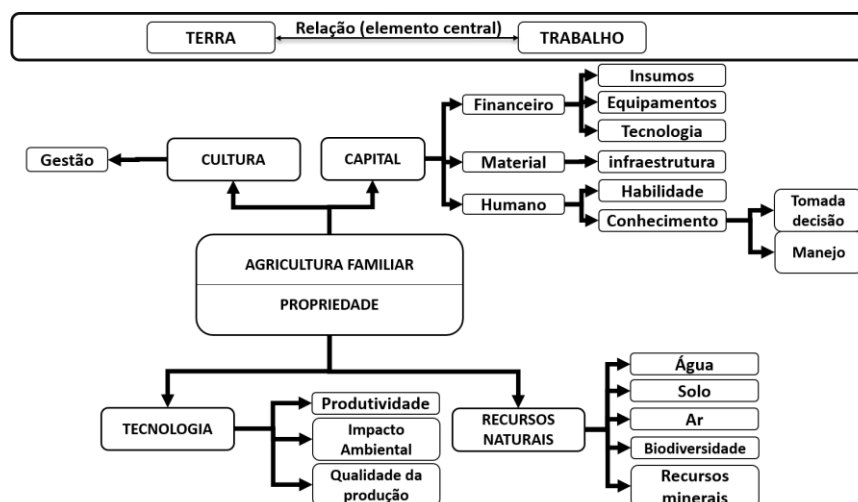 TERRA
Relação (elemento central)
TRABALHO
Financeiro
Insumos
Equipamentos
Tecnologia
Gestão
CULTURA
CAPITAL
Material
infraestrutura
Humano
Habilidade
Conhecimento
Tomada
decisão
Manejo
AGRICULTURA FAMILIAR
PROPRIEDADE
TECNOLOGIA
Produtividade
Impacto
Ambiental
Qualidade da
produção
RECURSOS
NATURAIS
Água
Solo
Ar
Biodiversidade
Recursos
minerais